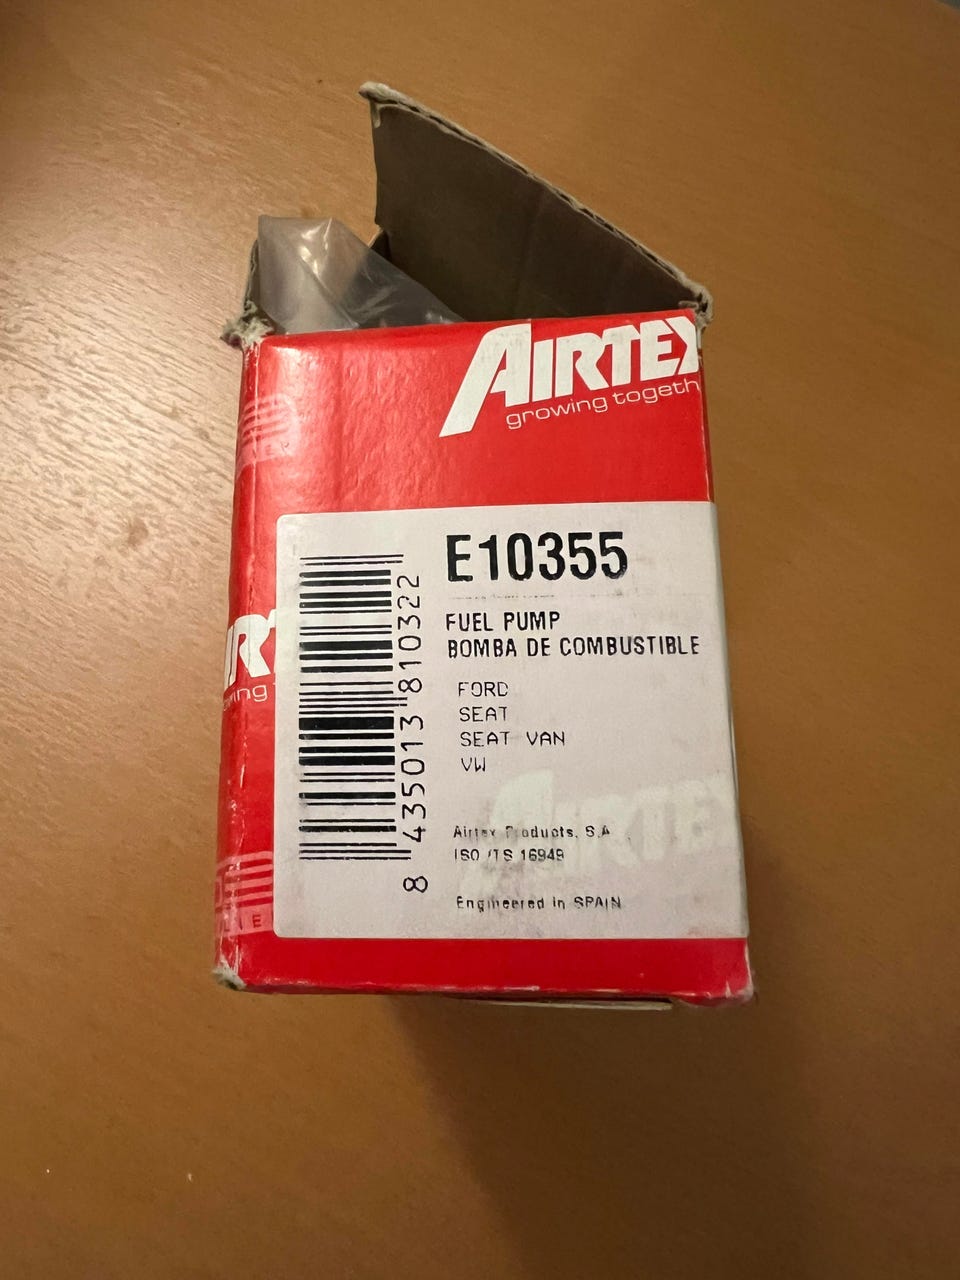 AIRTEX
growing togeth
E10355
FUEL PUMP
BOMBA DE COMBUSTIBLE
FORD
SEAT
SEAT VAN
VW
Airtex Products, S.A
ISO/TS 16949
Engineered in SPAIN
8 435013 810322